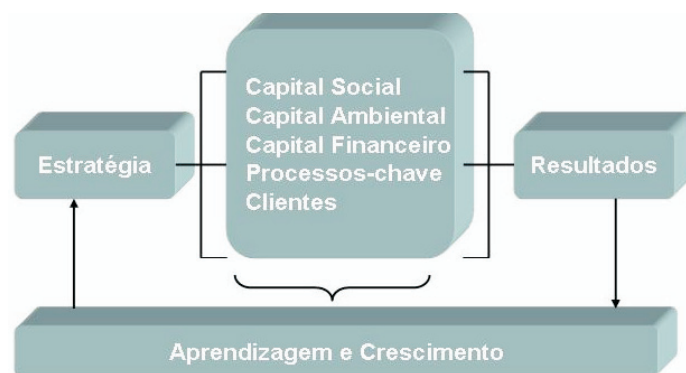 Capital Social
Capital Ambiental
Capital Financeiro
Processos-chave
Clientes
Estratégia
Resultados
Aprendizagem e Crescimento